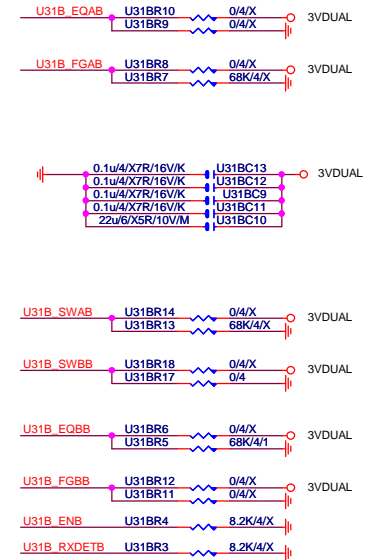 U31B_EQAB U31BR10 0/4/X 3VDUAL
U31BR9 0/4/X
U31B_FGAB U31BR8 0/4/X 3VDUAL
U31BR7 68K/4/X
0.1u/4/X7R/16V/K U31BC13 3VDUAL
0.1u/4/X7R/16V/K U31BC12
0.1u/4/X7R/16V/K U31BC9
0.1u/4/X7R/16V/K U31BC11
22u/6/X5R/10V/M U31BC10
U31B_SWAB U31BR14 0/4/X 3VDUAL
U31BR13 68K/4/X
U31B_SWBB U31BR18 0/4/X 3VDUAL
U31BR17 0/4
U31B_EQBB U31BR6 0/4/X 3VDUAL
U31BR5 68K/4/1
U31B_FGBB U31BR12 0/4/X 3VDUAL
U31BR11 0/4/X
U31B_ENB U31BR4 8.2K/4/X
U31B_RXDETB U31BR3 8.2K/4/X